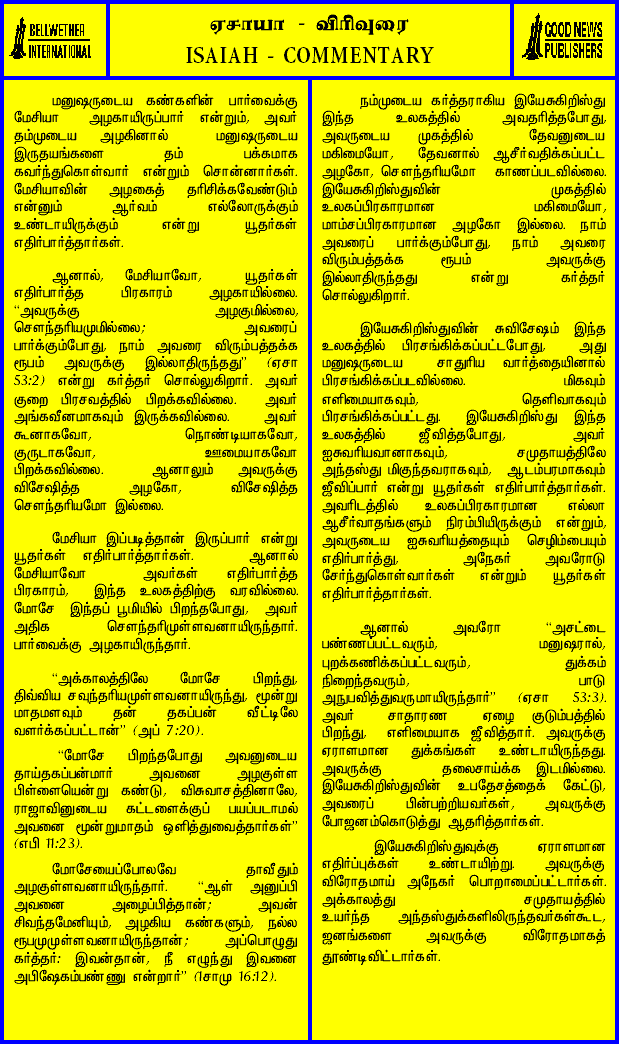 BELLWETHER
INTERNATIONAL
ஏசாயா - விரிவுரை
ISAIAH - COMMENTARY
GOOD NEWS
PUBLISHERS
மனுஷருடைய கண்களின் பார்வைக்கு
மேசியா அழகாயிருப்பார் என்றும், அவர்
தம்முடைய அழகினால் மனுஷருடைய
இருதயங்களை தம் பக்கமாக
கவர்ந்துகொள்வார் என்றும் சொன்னார்கள்.
மேசியாவின் அழகைத் தரிசிக்கவேண்டும்
என்னும் ஆர்வம் எல்லோருக்கும்
உண்டாயிருக்கும் என்று யூதர்கள்
எதிர்பார்த்தார்கள்.
ஆனால், மேசியாவோ, யூதர்கள்
எதிர்பார்த்த பிரகாரம் அழகாயில்லை.
“அவருக்கு அழகுமில்லை,
சௌந்தரியமுமில்லை; அவரைப்
பார்க்கும்போது, நாம் அவரை விரும்பத்தக்க
ரூபம் அவருக்கு இல்லாதிருந்தது” (ஏசா
53:2) என்று கர்த்தர் சொல்லுகிறார். அவர்
குறை பிரசவத்தில் பிறக்கவில்லை. அவர்
அங்கவீனமாகவும் இருக்கவில்லை. அவர்
கூனாகவோ, நொண்டியாகவோ,
குருடாகவோ, ஊமையாகவோ
பிறக்கவில்லை. ஆனாலும் அவருக்கு
விசேஷித்த அழகோ, விசேஷித்த
சௌந்தரியமோ இல்லை.
மேசியா இப்படித்தான் இருப்பார் என்று
யூதர்கள் எதிர்பார்த்தார்கள். ஆனால்
மேசியாவோ அவர்கள் எதிர்பார்த்த
பிரகாரம், இந்த உலகத்திற்கு வரவில்லை.
மோசே இந்தப் பூமியில் பிறந்தபோது, அவர்
அதிக சௌந்தரிமுள்ளவனாயிருந்தார்.
பார்வைக்கு அழகாயிருந்தார்.
“அக்காலத்திலே மோசே பிறந்து,
திவ்விய சவுந்தரியமுள்ளவனாயிருந்து, மூன்று
மாதமளவும் தன் தகப்பன் வீட்டிலே
வளர்க்கப்பட்டான்” (அப் 7:20).
“மோசே பிறந்தபோது அவனுடைய
தாய்தகப்பன்மார் அவனை அழகுள்ள
பிள்ளையென்று கண்டு, விசுவாசத்தினாலே,
ராஜாவினுடைய கட்டளைக்குப் பயப்படாமல்
அவனை மூன்றுமாதம் ஒளித்துவைத்தார்கள்”
(எபி 11:23).
மோசேயைப்போலவே தாவீதும்
அழகுள்ளவனாயிருந்தார். “ஆள் அனுப்பி
அவனை அழைப்பித்தான்; அவன்
சிவந்தமேனியும், அழகிய கண்களும், நல்ல
ரூபமுமுள்ளவனாயிருந்தான்; அப்பொழுது
கர்த்தர்: இவன்தான், நீ எழுந்து இவனை
அபிஷேகம்பண்ணு என்றார்” (1சாமு 16:12).
நம்முடைய கர்த்தராகிய இயேசுகிறிஸ்து
இந்த உலகத்தில் அவதரித்தபோது,
அவருடைய முகத்தில் தேவனுடைய
மகிமையோ, தேவனால் ஆசீர்வதிக்கப்பட்ட
அழகோ, சௌந்தரியமோ காணப்படவில்லை.
இயேசுகிறிஸ்துவின் முகத்தில்
உலகப்பிரகாரமான மகிமையோ,
மாம்சப்பிரகாரமான அழகோ இல்லை. நாம்
அவரைப் பார்க்கும்போது, நாம் அவரை
விரும்பத்தக்க ரூபம் அவருக்கு
இல்லாதிருந்தது என்று கர்த்தர்
சொல்லுகிறார்.
இயேசுகிறிஸ்துவின் சுவிசேஷம் இந்த
உலகத்தில் பிரசங்கிக்கப்பட்டபோது, அது
மனுஷருடைய சாதுரிய வார்த்தையினால்
பிரசங்கிக்கப்படவில்லை. மிகவும்
எளிமையாகவும், தெளிவாகவும்
பிரசங்கிக்கப்பட்டது. இயேசுகிறிஸ்து இந்த
உலகத்தில் ஜீவித்தபோது, அவர்
ஐசுவரியவானாகவும், சமுதாயத்திலே
அந்தஸ்து மிகுந்தவராகவும், ஆடம்பரமாகவும்
ஜீவிப்பார் என்று யூதர்கள் எதிர்பார்த்தார்கள்.
அவரிடத்தில் உலகப்பிரகாரமான எல்லா
ஆசீர்வாதங்களும் நிரம்பியிருக்கும் என்றும்,
அவருடைய ஐசுவரியத்தையும் செழிம்பையும்
எதிர்பார்த்து, அநேகர் அவரோடு
சேர்ந்துகொள்வார்கள் என்றும் யூதர்கள்
எதிர்பார்த்தார்கள்.
ஆனால் அவரோ “அசட்டை
பண்ணப்பட்டவரும், மனுஷரால்,
புறக்கணிக்கப்பட்டவரும், துக்கம்
நிறைந்தவரும், பாடு
அநுபவித்துவருமாயிருந்தார்” (ஏசா 53:3).
அவர் சாதாரண ஏழை குடும்பத்தில்
பிறந்து, எளிமையாக ஜீவித்தார். அவருக்கு
ஏராளமான துக்கங்கள் உண்டாயிருந்தது.
அவருக்கு தலைசாய்க்க இடமில்லை.
இயேசுகிறிஸ்துவின் உபதேசத்தைக் கேட்டு,
அவரைப் பின்பற்றியவர்கள், அவருக்கு
போஜனம்கொடுத்து ஆதரித்தார்கள்.
இயேசுகிறிஸ்துவுக்கு ஏராளமான
எதிர்ப்புக்கள் உண்டாயிற்று. அவருக்கு
விரோதமாய் அநேகர் பொறாமைப்பட்டார்கள்.
அக்காலத்து சமுதாயத்தில்
உயர்ந்த அந்தஸ்துக்களிலிருந்தவர்கள்கூட,
ஜனங்களை அவருக்கு விரோதமாகத்
தூண்டிவிட்டார்கள்.